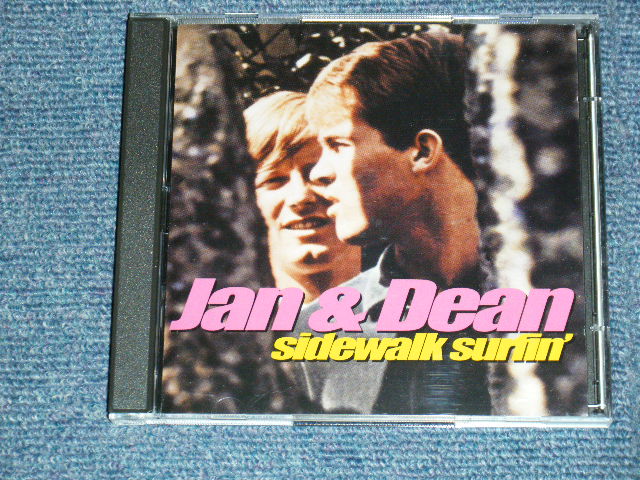 Jan & Dean
sidewalk surfin'